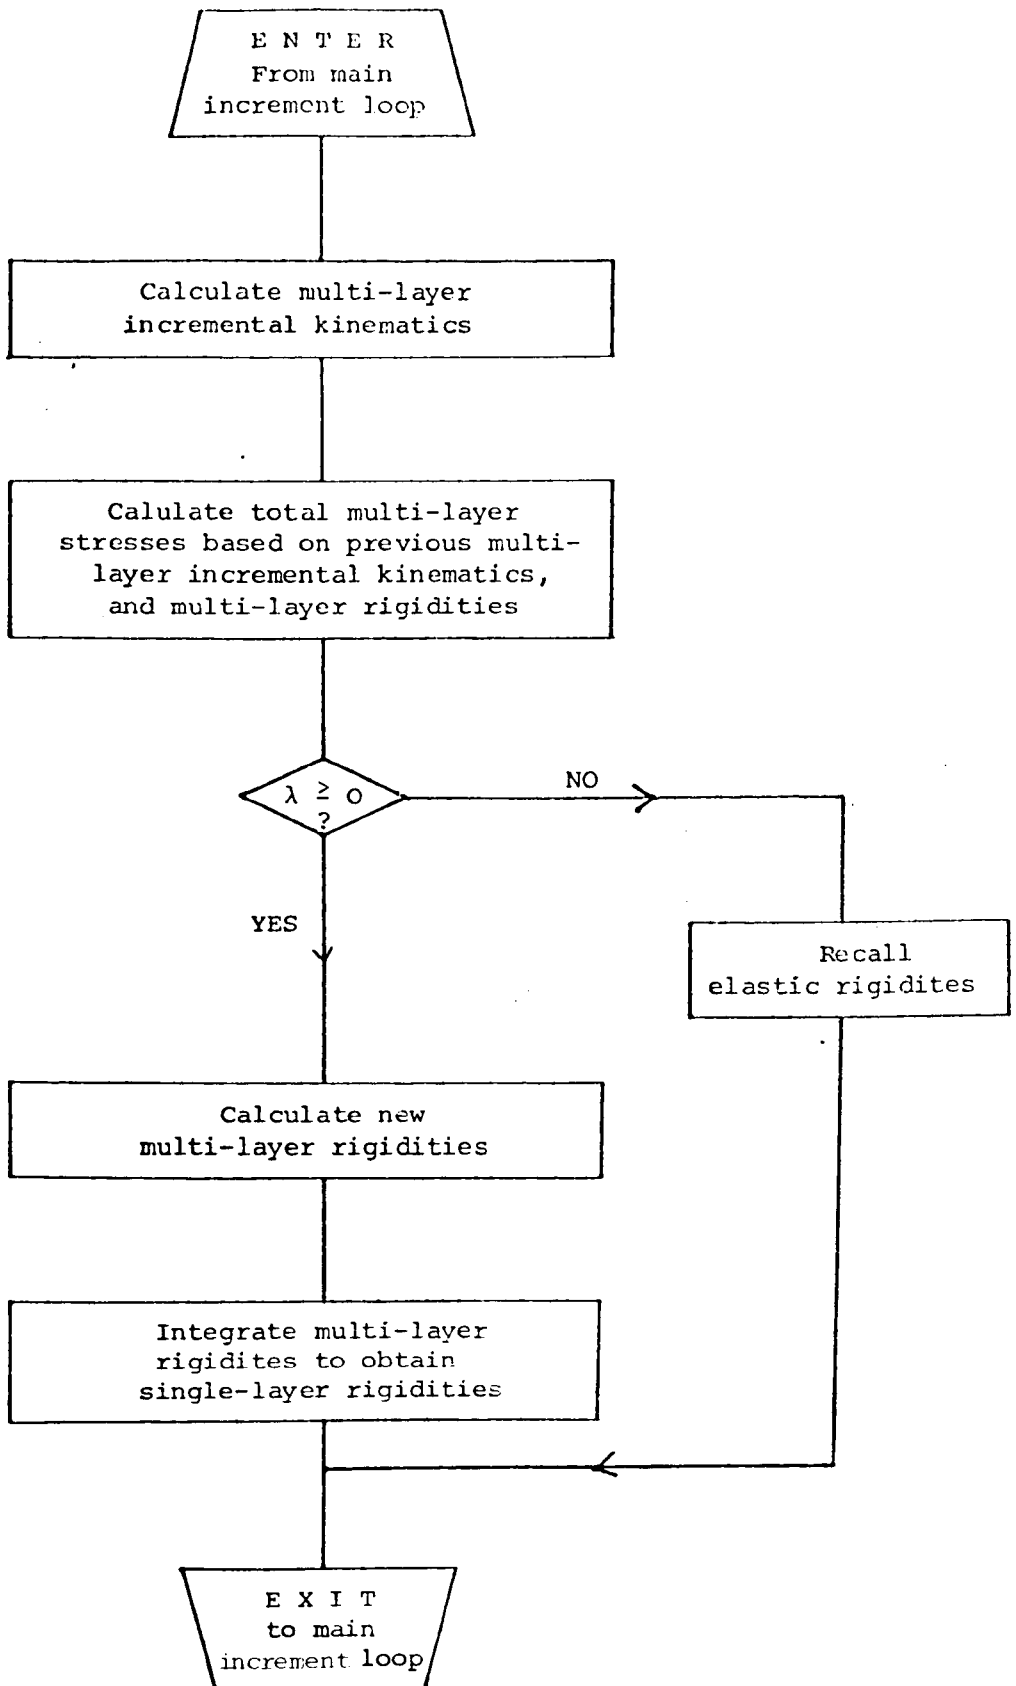 E N T E R
From main
increment loop
Calculate multi-layer
incremental kinematics
Calulate total multi-layer
stresses based on previous multi-
layer incremental kinematics,
and multi-layer rigidities
λ ≥ O
?
NO
YES
Recall
elastic rigidites
Calculate new
multi-layer rigidities
Integrate multi-layer
rigidites to obtain
single-layer rigidities
E X I T
to main
increment loop